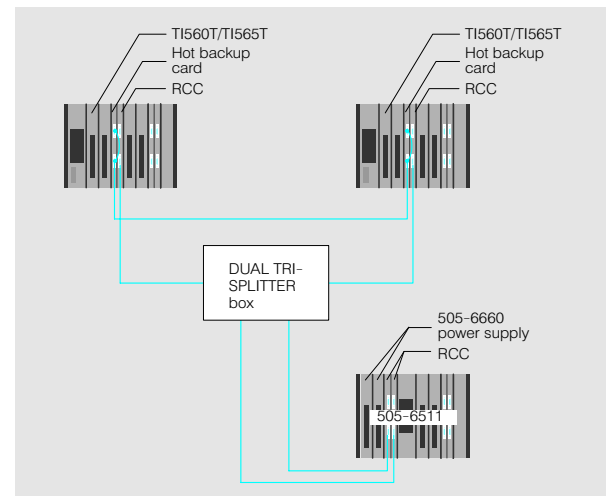 TI560T/TI565T
Hot backup
card
RCC
TI560T/TI565T
Hot backup
card
RCC
DUAL TRI-
SPLITTER
box
505-6660
power supply
RCC
505-6511